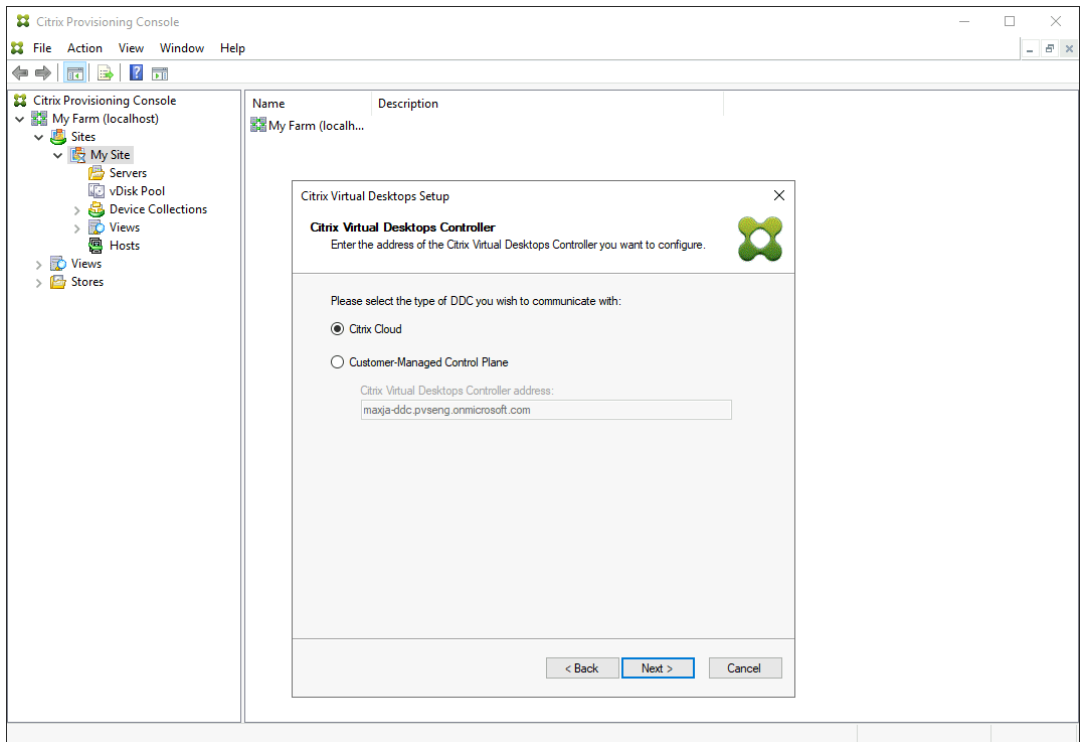 Citrix Provisioning Console
File Action View Window Help
Citrix Provisioning Console
My Farm (localhost)
Sites
My Site
Servers
vDisk Pool
Device Collections
Views
Hosts
Views
Stores
Name Description
My Farm (localh...
Citrix Virtual Desktops Setup
Citrix Virtual Desktops Controller
Enter the address of the Citrix Virtual Desktops Controller you want to configure.
Please select the type of DDC you wish to communicate with:
Citrix Cloud
Customer-Managed Control Plane
Citrix Virtual Desktops Controller address:
maxja-ddc.pvseng.onmicrosoft.com
< Back Next > Cancel